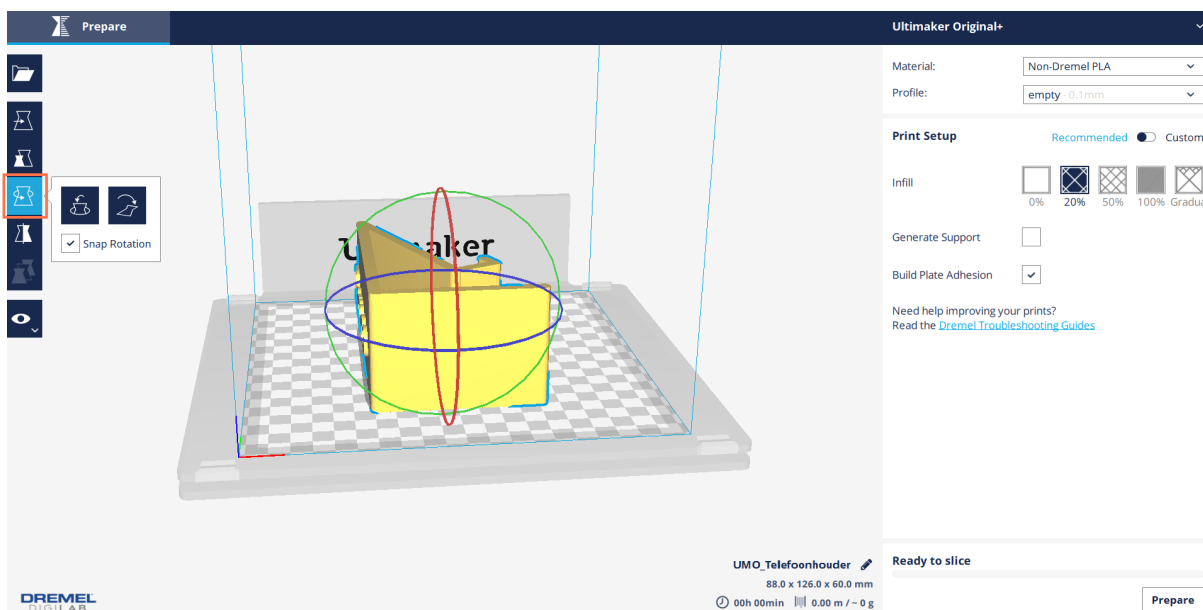 Prepare
Ultimaker Original+
Material:
Non-Dremel PLA
Profile:
empty - 0.1mm
Print Setup
Recommended
Custom
Infill
0%
20%
50%
100%
Gradua
Snap Rotation
aker
Generate Support
Build Plate Adhesion
Need help improving your prints?
Read the Dremel Troubleshooting Guides
UMO_Telefoonhouder
88.0 x 126.0 x 60.0 mm
00h 00min
0.00 m / ~ 0 g
Ready to slice
Prepare
DREMEL
DIGILAB